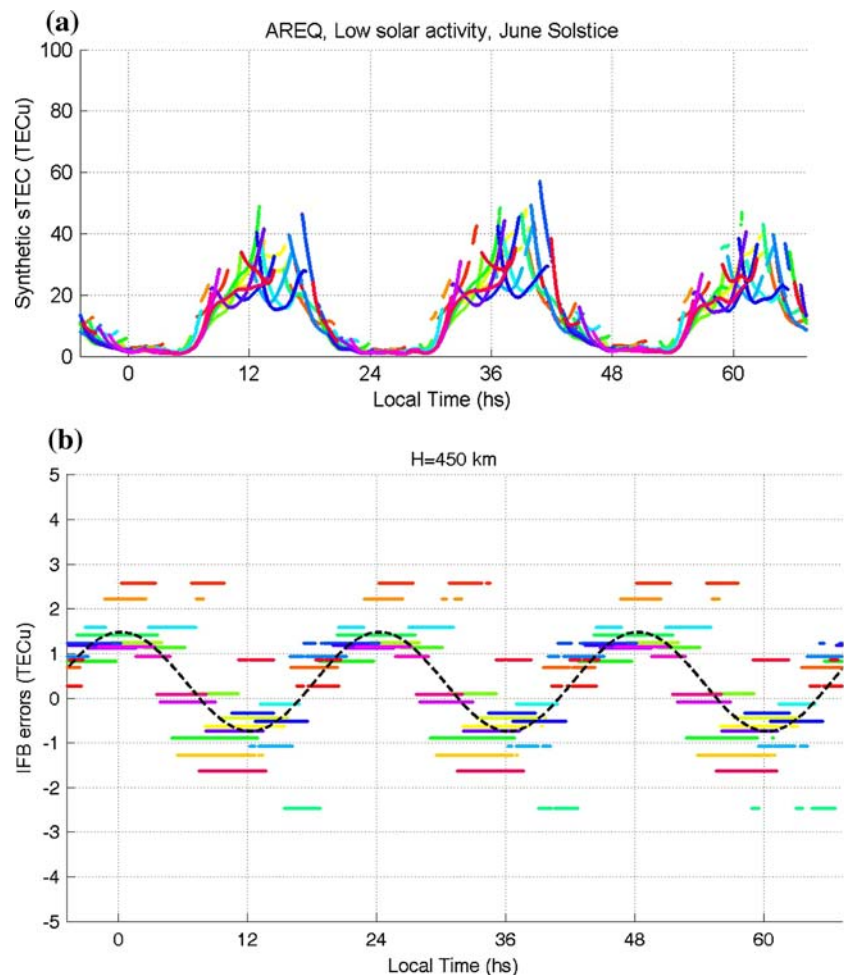 (a)
AREQ, Low solar activity, June Solstice
Synthetic sTEC (TECu)
100
80
60
40
20
0
0 12 24 36 48 60
Local Time (hs)
(b)
H=450 km
IFB errors (TECu)
5
4
3
2
1
0
-1
-2
-3
-4
-5
0 12 24 36 48 60
Local Time (hs)